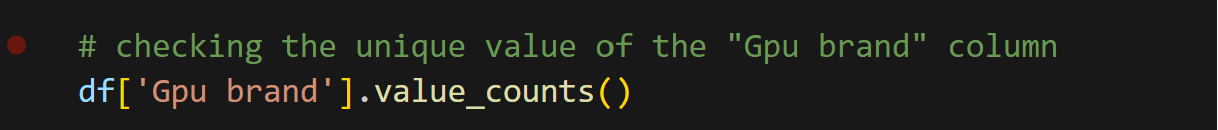 # checking the unique value of the "Gpu brand" column
df['Gpu brand'].value_counts()